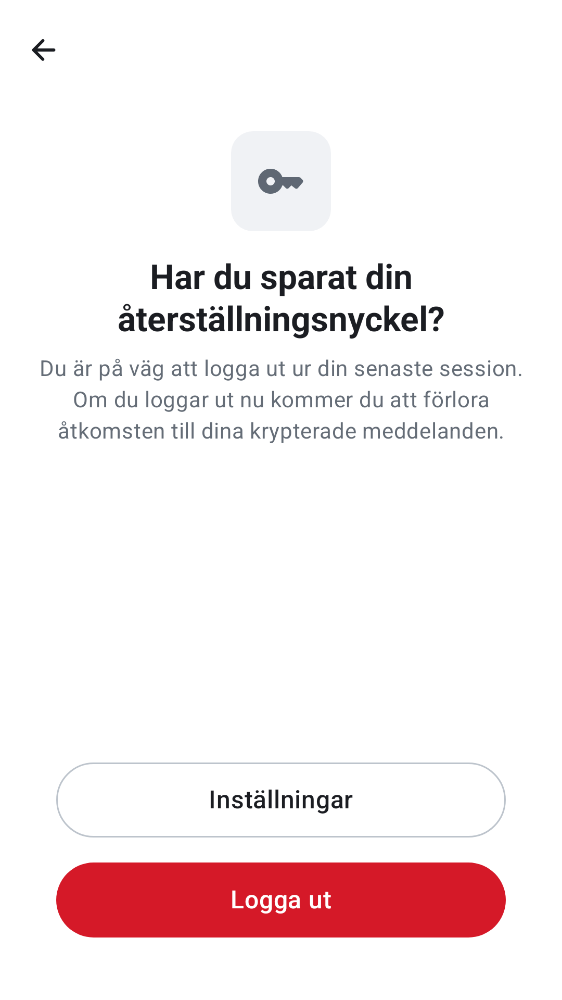 Har du sparat din
återställningsnyckel?
Du är på väg att logga ut ur din senaste session.
Om du loggar ut nu kommer du att förlora
åtkomsten till dina krypterade meddelanden.
Inställningar
Logga ut